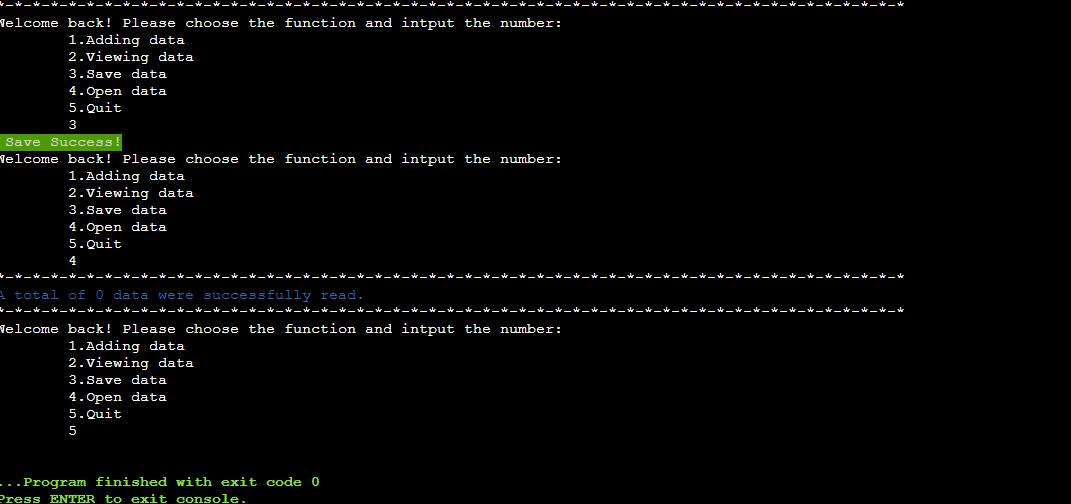 *-*-*-*-*-*-*-*-*-*-*-*-*-*-*-*-*-*-*-*-*-*-*-*-*-*-*-*-*-*-*-*-*-*-*-*-*-*-*-*-*-*-*-*-*-*-*-*-*-*-*
Welcome back! Please choose the function and intput the number:
1.Adding data
2.Viewing data
3.Save data
4.Open data
5.Quit
3
Save Success!
Welcome back! Please choose the function and intput the number:
1.Adding data
2.Viewing data
3.Save data
4.Open data
5.Quit
4
*-*-*-*-*-*-*-*-*-*-*-*-*-*-*-*-*-*-*-*-*-*-*-*-*-*-*-*-*-*-*-*-*-*-*-*-*-*-*-*-*-*-*-*-*-*-*-*-*-*-*
A total of 0 data were successfully read.
*-*-*-*-*-*-*-*-*-*-*-*-*-*-*-*-*-*-*-*-*-*-*-*-*-*-*-*-*-*-*-*-*-*-*-*-*-*-*-*-*-*-*-*-*-*-*-*-*-*-*
Welcome back! Please choose the function and intput the number:
1.Adding data
2.Viewing data
3.Save data
4.Open data
5.Quit
5
...Program finished with exit code 0
Press ENTER to exit console.